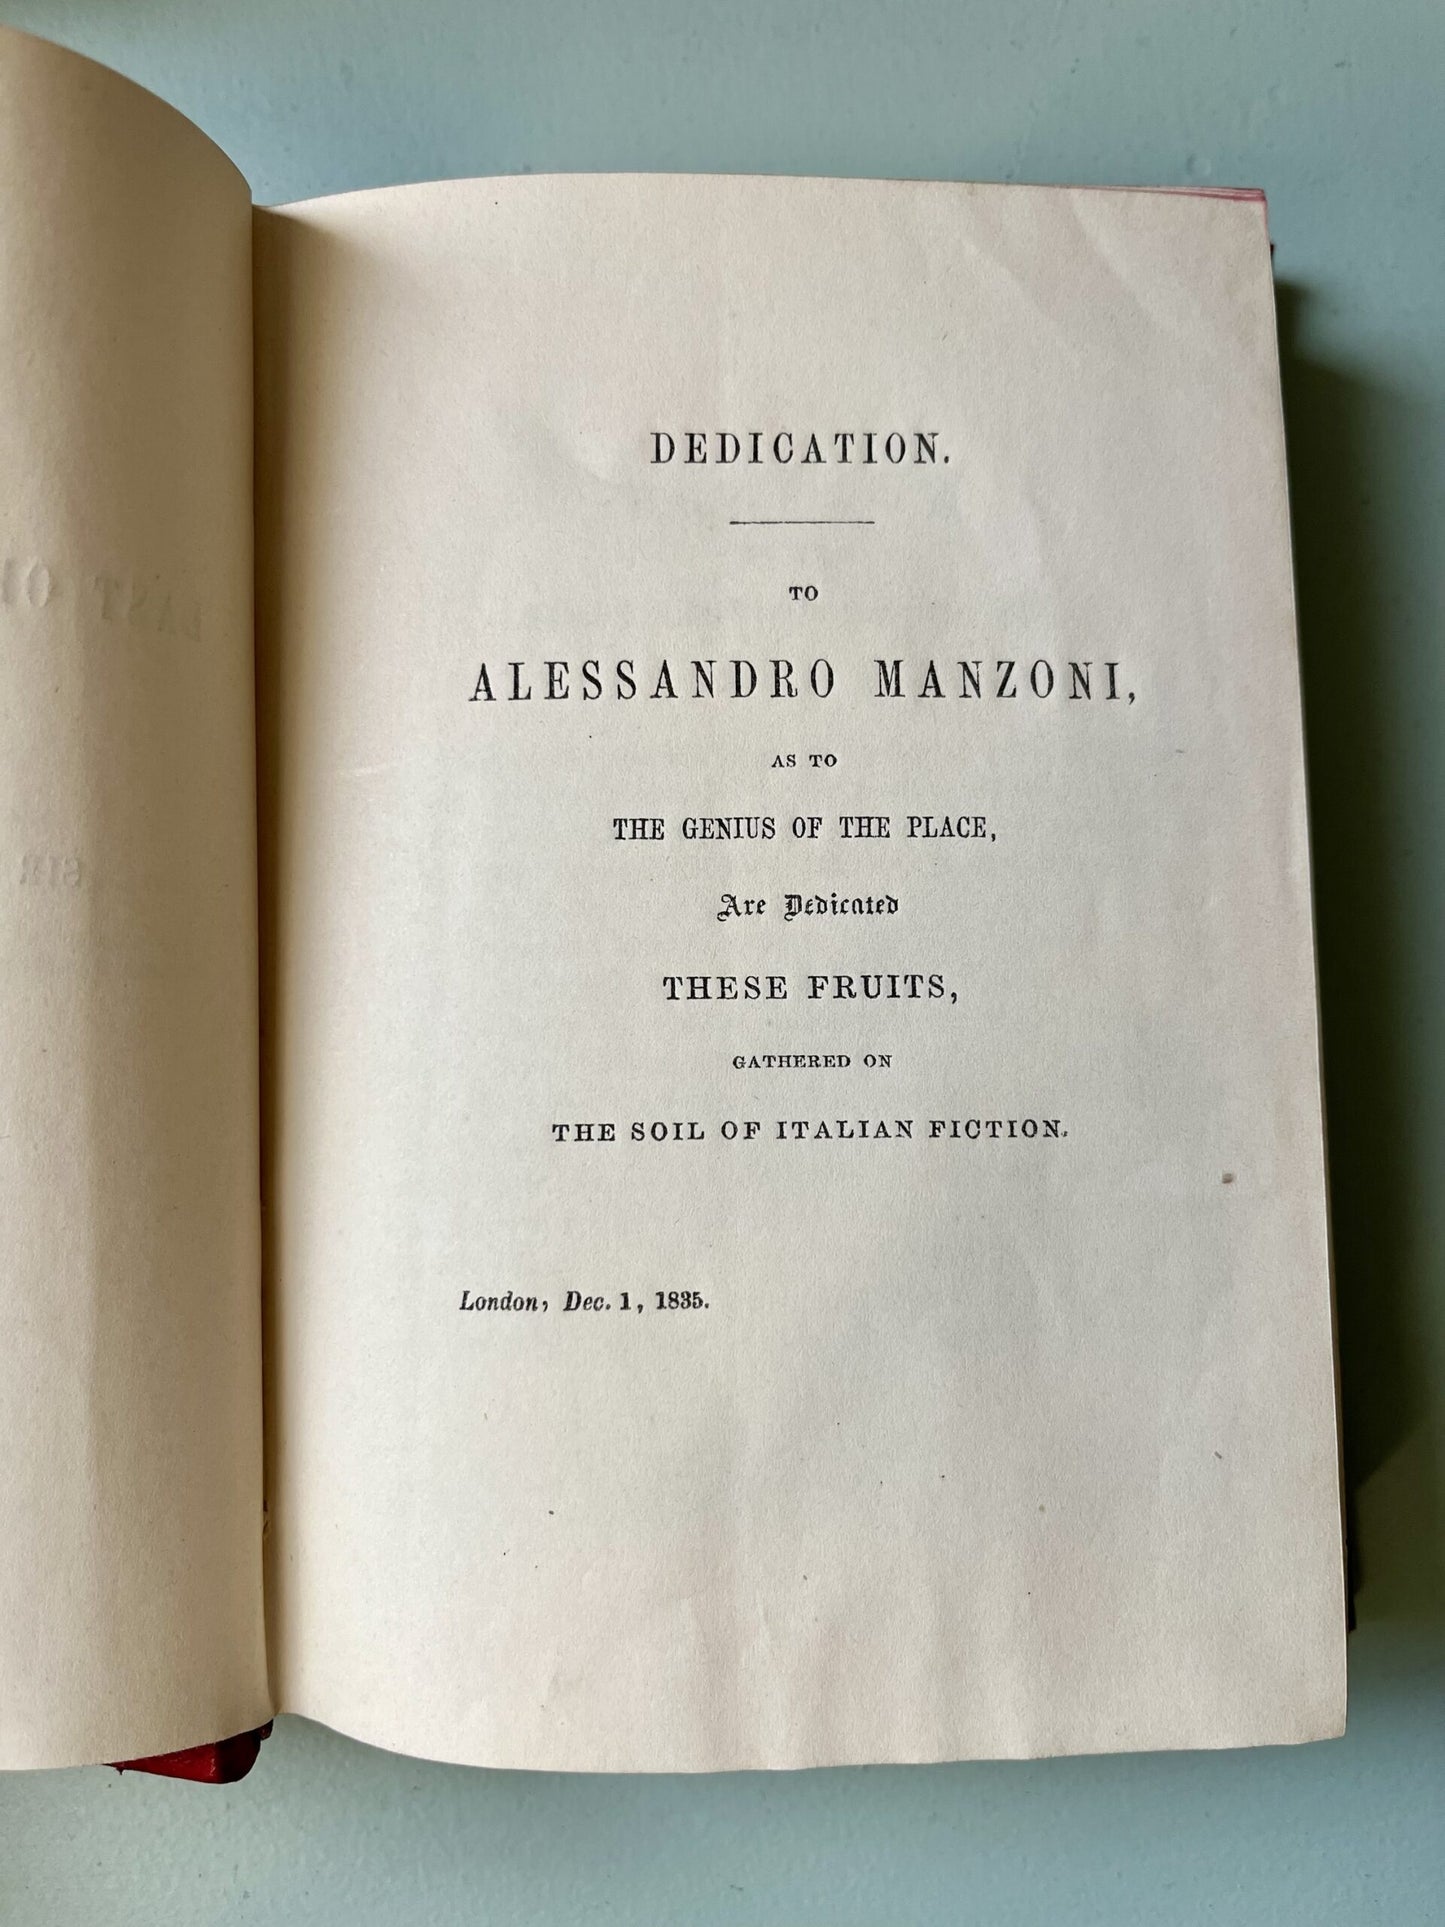 DEDICATION.
TO
ALESSANDRO MANZONI,
AS TO
THE GENIUS OF THE PLACE,
Are Dedicated
THESE FRUITS,
GATHERED ON
THE SOIL OF ITALIAN FICTION.
London, Dec. 1, 1835.